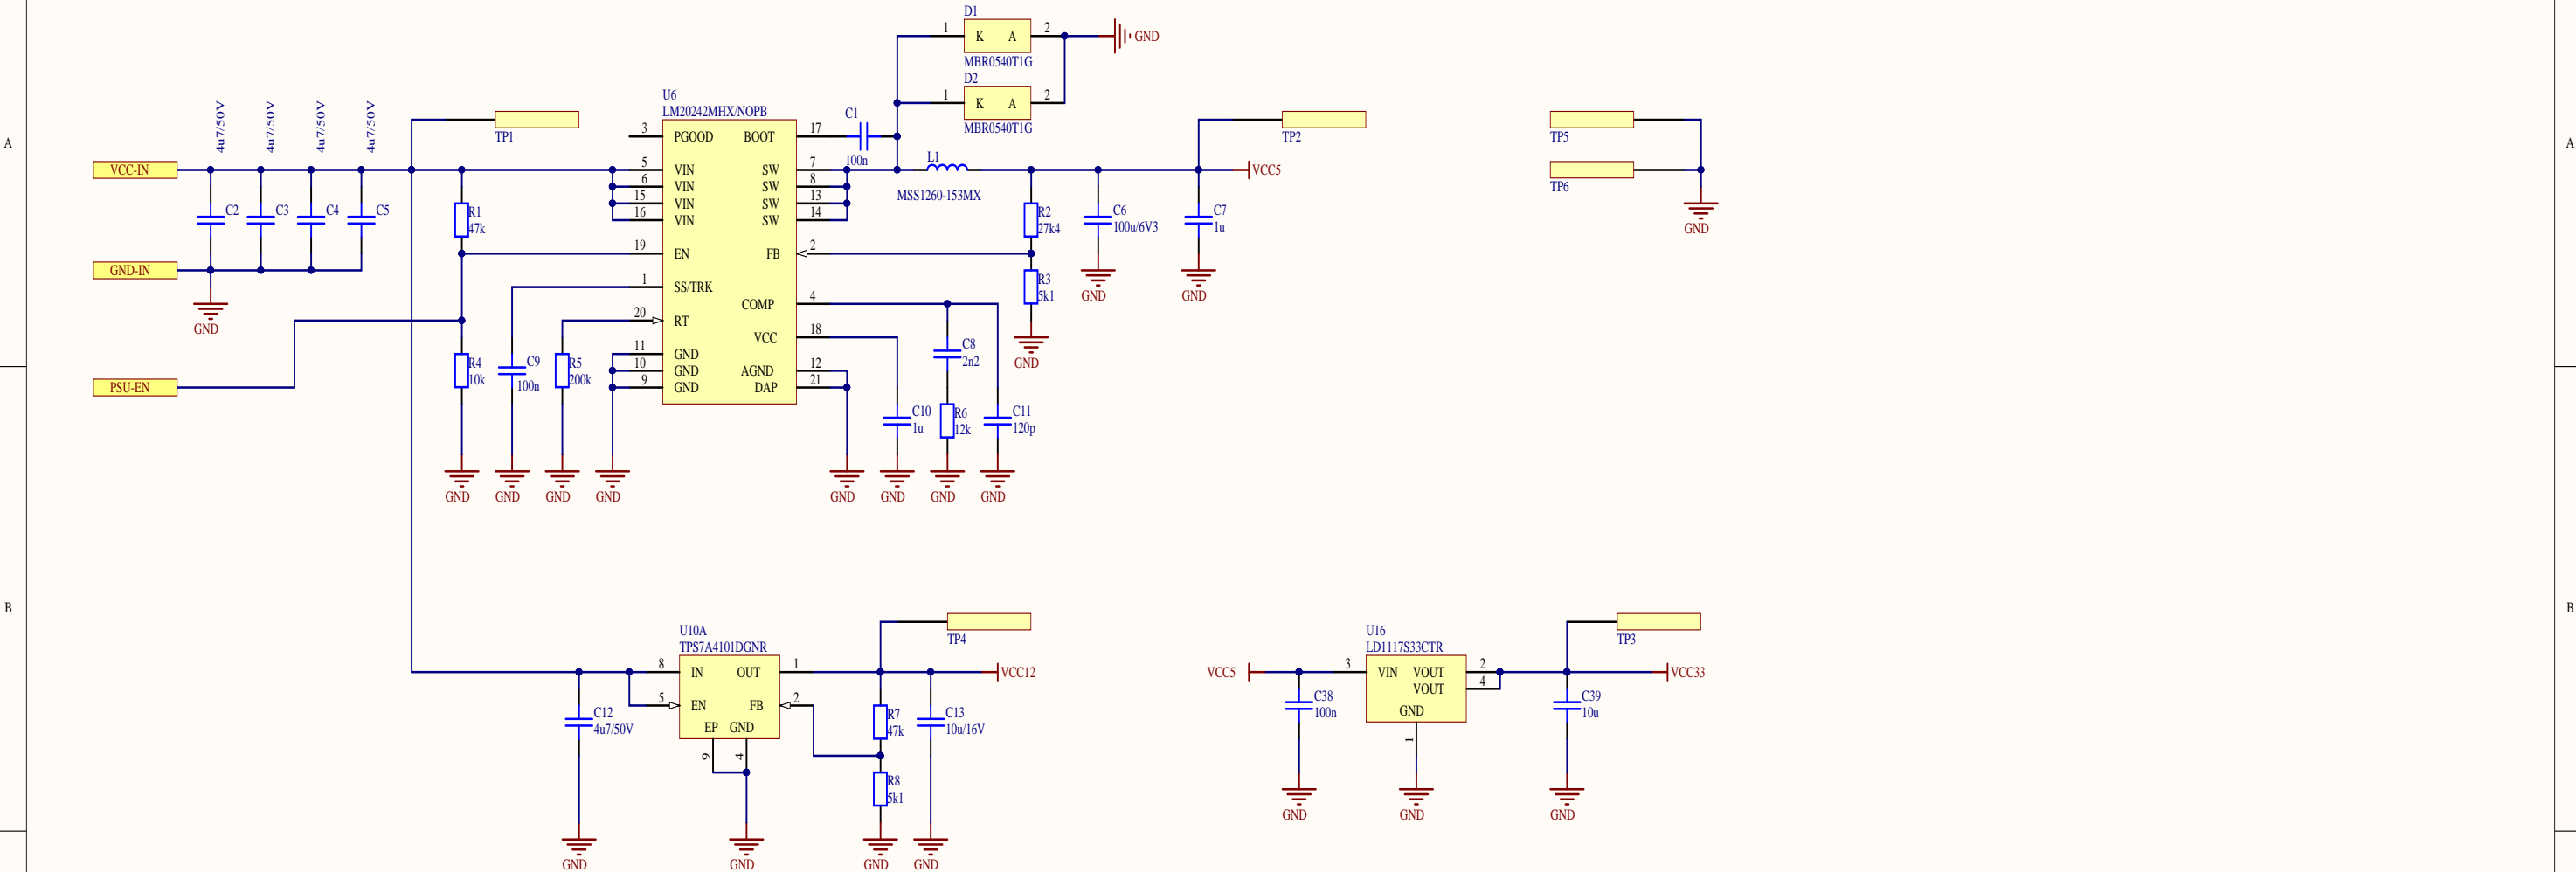 D1
1
K
A
2
GND
MBR0540T1G
D2
1
K
A
2
MBR0540T1G
A
A
4u7/50V
4u7/50V
4u7/50V
4u7/50V
TP1
U6
LM20242MHX/NOPB
3
PGOOD
BOOT
17
C1
100n
VCC-IN
5
VIN
SW
7
6
VIN
SW
8
15
VIN
SW
13
16
VIN
SW
14
L1
MSS1260-153MX
TP2
VCC5
TP5
TP6
GND
C2
C3
C4
C5
R1
47k
R2
27k4
C6
100u/6V3
C7
1u
19
EN
FB
2
GND-IN
GND
1
SS/TRK
COMP
4
R3
5k1
GND
GND
GND
20
RT
VCC
18
PSU-EN
R4
10k
C9
100n
R5
200k
11
GND
10
GND
AGND
12
9
GND
DAP
21
C8
2n2
C10
1u
R6
12k
C11
120p
GND
GND
GND
GND
GND
GND
GND
GND
B
B
U10A
TPS7A4101DGNR
8
IN
OUT
1
5
EN
FB
2
EP
GND
9
4
TP4
VCC12
C12
4u7/50V
R7
47k
C13
10u/16V
R8
5k1
GND
GND
GND
GND
VCC5
U16
LD1117S33CTR
3
VIN
VOUT
2
VOUT
4
GND
1
TP3
VCC33
C38
100n
C39
10u
GND
GND
GND